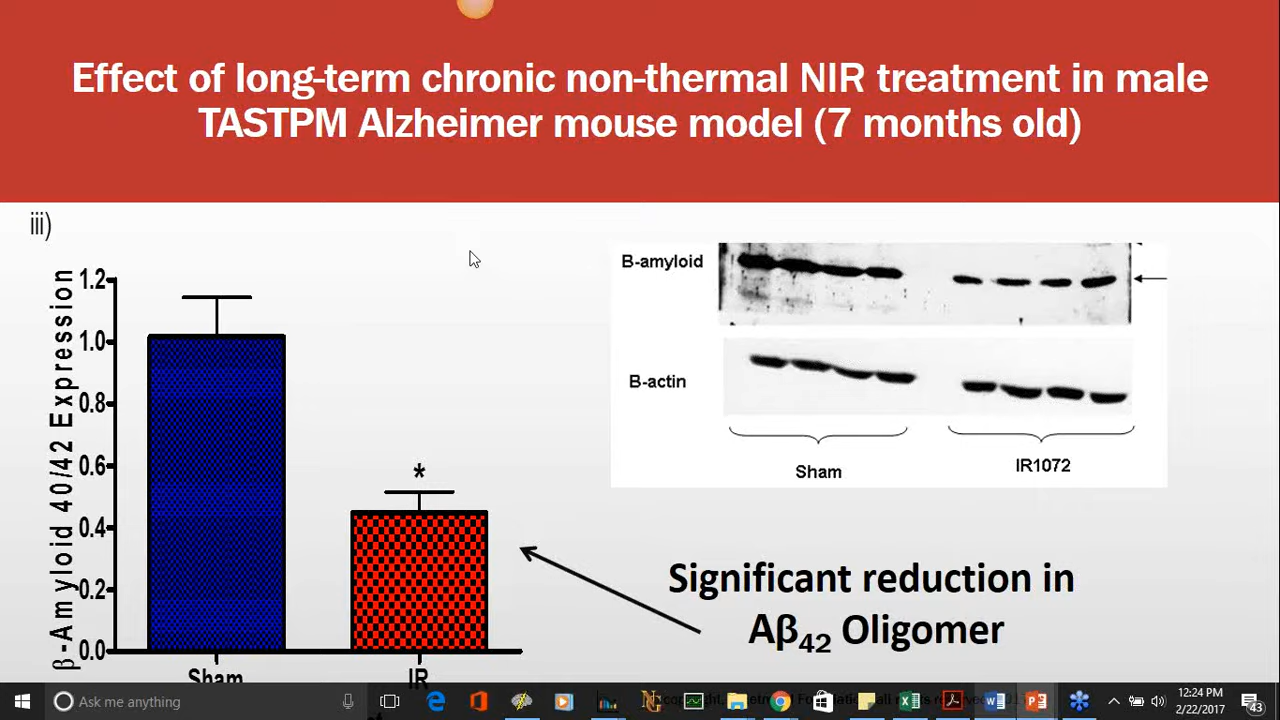 Effect of long-term chronic non-thermal NIR treatment in male
TASTPM Alzheimer mouse model (7 months old)
iii)
β-Amyloid 40/42 Expression
1.2
1.0
0.8
0.6
0.4
0.2
0.0
*
Sham
IR
B-amyloid
B-actin
Sham
IR1072
Significant reduction in
Aβ42 Oligomer
Ask me anything
12:24 PM
2/22/2017
43